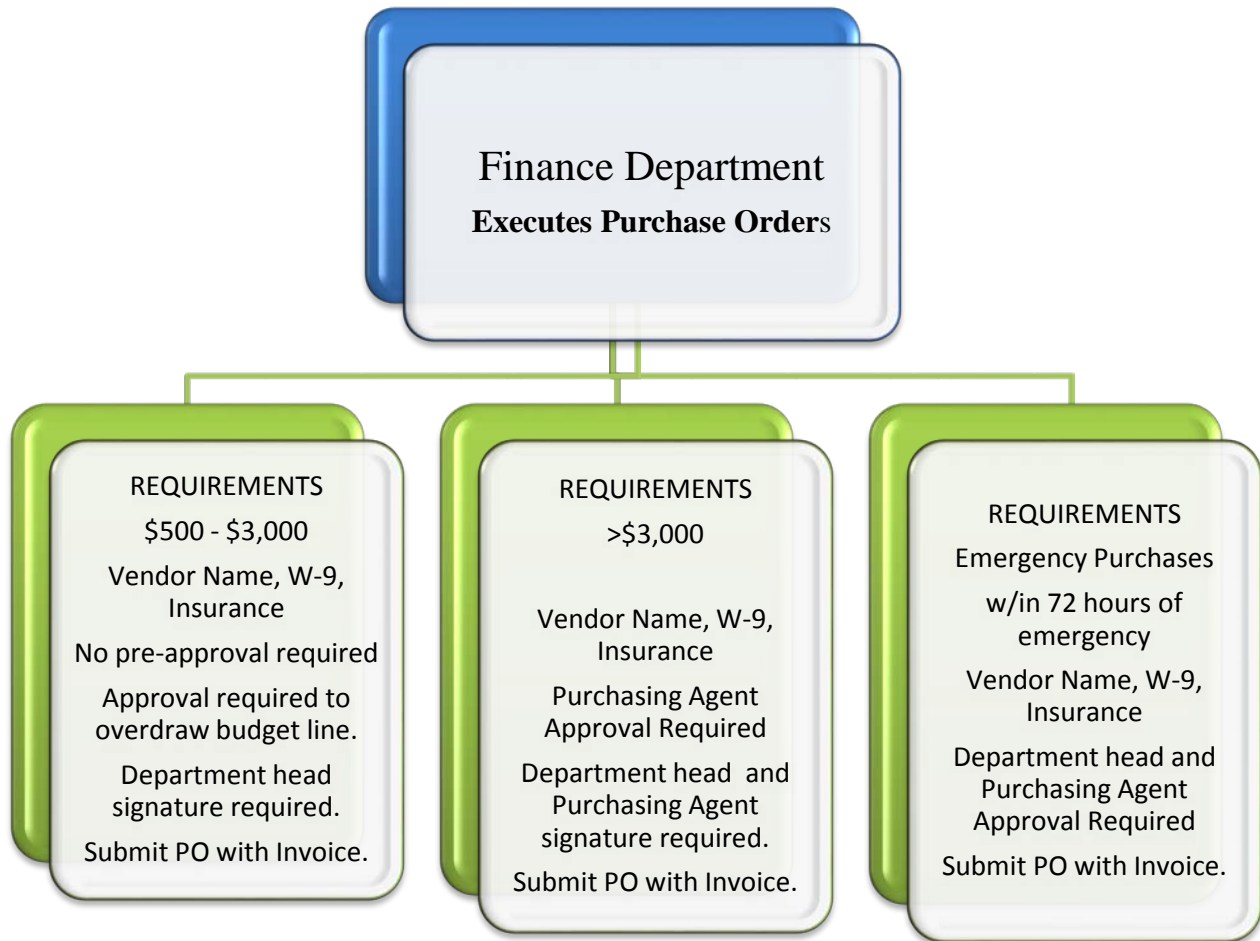 Finance Department
Executes Purchase Orders
REQUIREMENTS
$500 - $3,000
Vendor Name, W-9,
Insurance
No pre-approval required
Approval required to
overdraw budget line.
Department head
signature required.
Submit PO with Invoice.
REQUIREMENTS
>$3,000
Vendor Name, W-9,
Insurance
Purchasing Agent
Approval Required
Department head and
Purchasing Agent
signature required.
Submit PO with Invoice.
REQUIREMENTS
Emergency Purchases
w/in 72 hours of
emergency
Vendor Name, W-9,
Insurance
Department head and
Purchasing Agent
Approval Required
Submit PO with Invoice.